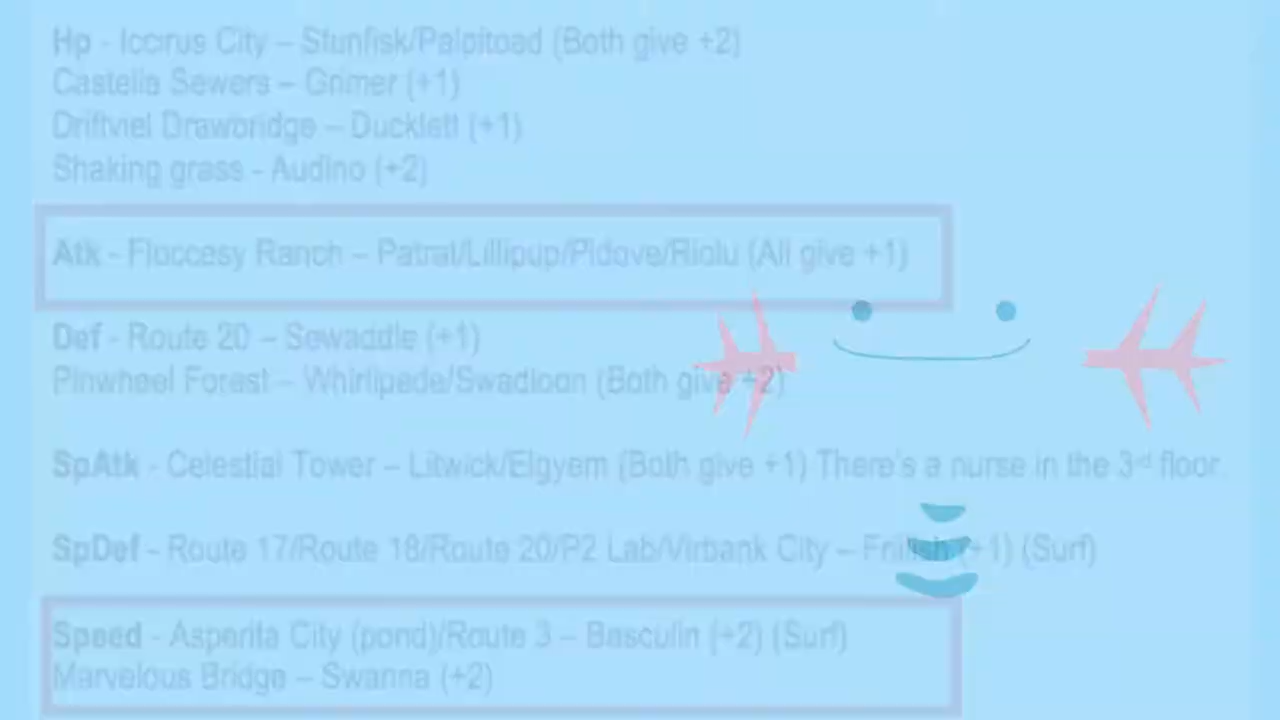 Hp - Iccirus City – Stunfisk/Palpitoad (Both give +2)
Castelia Sewers – Grimer (+1)
Driftviel Drawbridge – Ducklett (+1)
Shaking grass - Audino (+2)
Atk - Floccesy Ranch – Patrat/Lillipup/Pidove/Riolu (All give +1)
Def - Route 20 – Sewaddle (+1)
Pinwheel Forest – Whirlipede/Swadloon (Both give +2)
SpAtk - Celestial Tower – Litwick/Elgyem (Both give +1) There's a nurse in the 3rd floor.
SpDef - Route 17/Route 18/Route 20/P2 Lab/Virbank City – Frillish (+1) (Surf)
Speed - Asperita City (pond)/Route 3 – Basculin (+2) (Surf)
Marvelous Bridge – Swanna (+2)